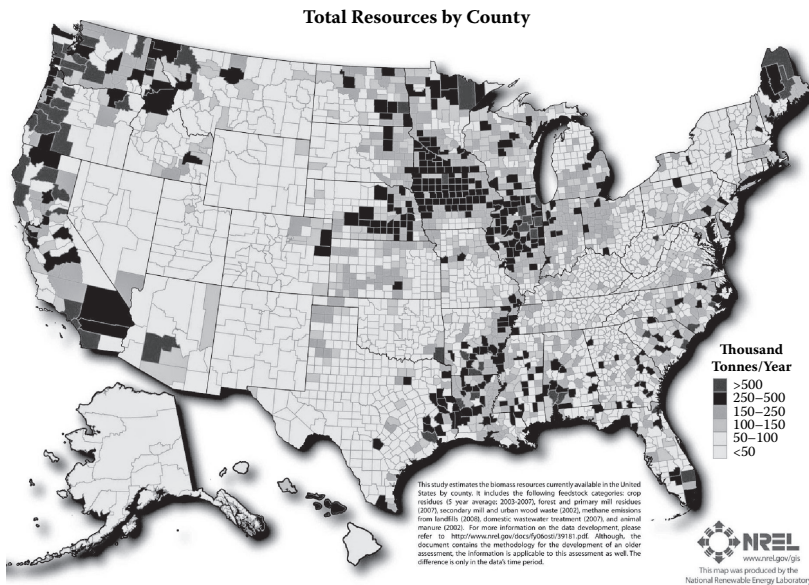 Total Resources by County
Thousand
Tonnes/Year
>500
250–500
150–250
100–150
50–100
<50
This study estimates the biomass resources currently available in the United
States by county. It includes the following feedstock categories: crop
residues (5 year average: 2003-2007), forest and primary mill residues
(2007), secondary mill and urban wood waste (2002), methane emissions
from landfills (2008), domestic wastewater treatment (2007), and animal
manure (2002). For more information on the data development, please
refer to http://www.nrel.gov/docs/fy06osti/39181.pdf. Although, the
document contains the methodology for the development of an older
assessment, the information is applicable to this assessment as well. The
difference is only in the data's time period.
NREL
www.nrel.gov/gis
This map was produced by the
National Renewable Energy Laboratory